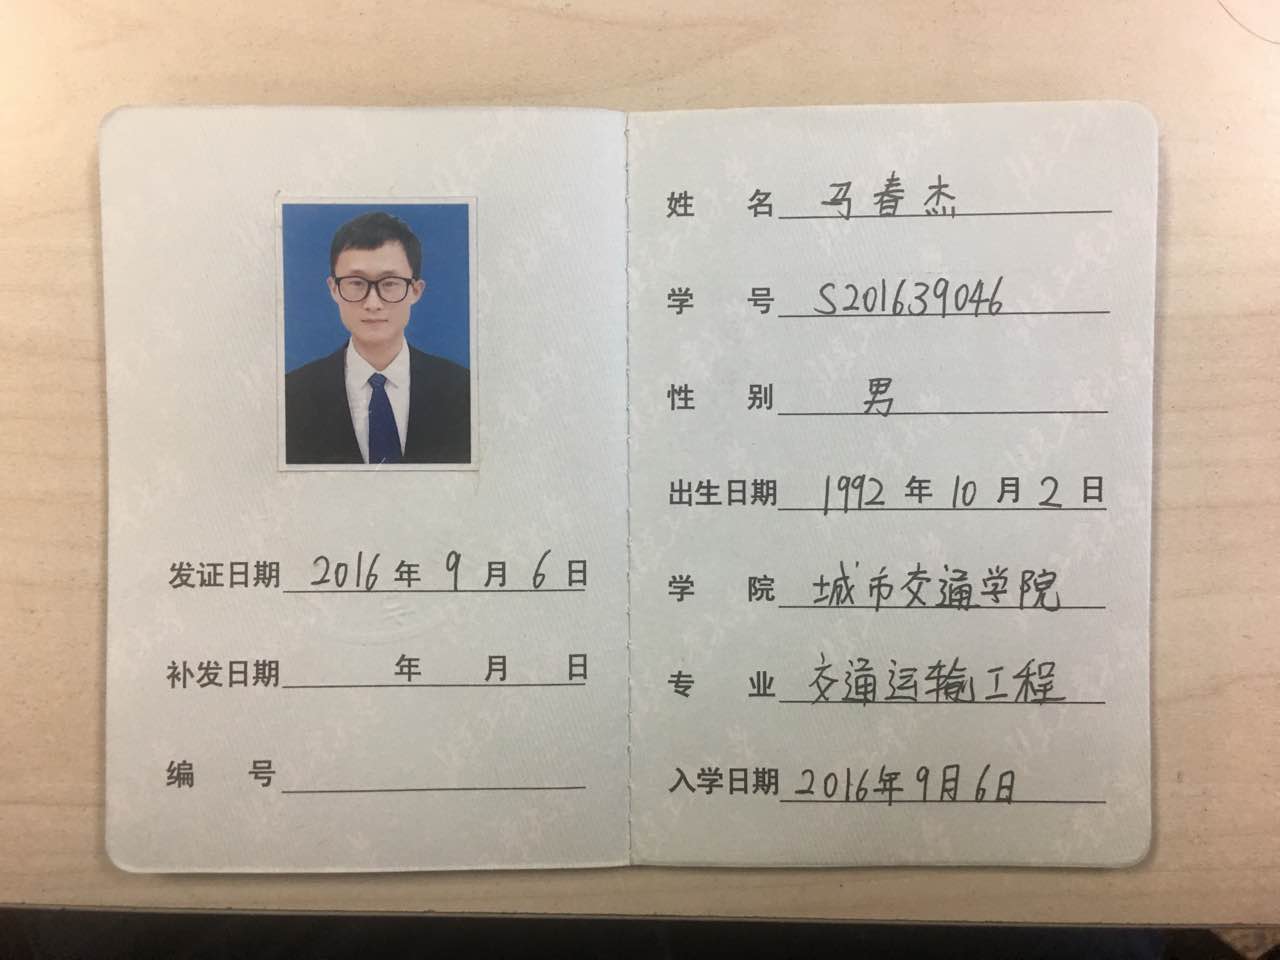 发证日期 2016 年 9 月 6 日
补发日期 年 月 日
编 号
姓 名 马春杰
学 号 S201639046
性 别 男
出生日期 1992 年 10 月 2 日
学 院 城市交通学院
专 业 交通运输工程
入学日期 2016年9月6日